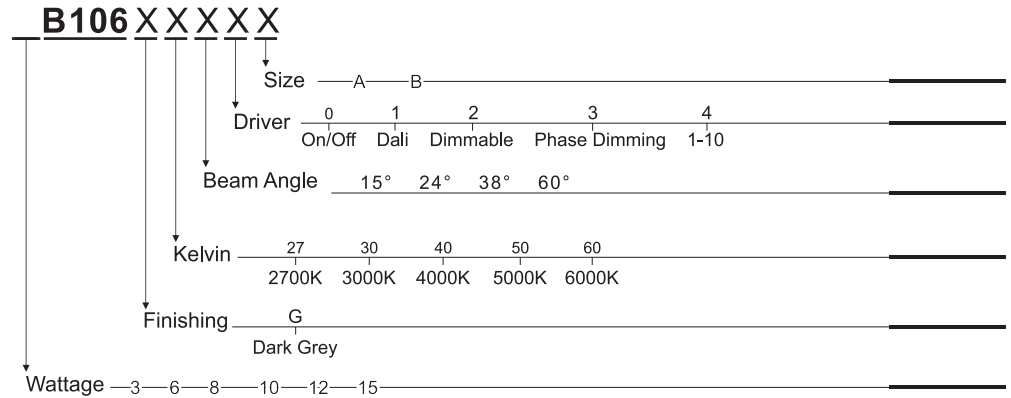 B106 X X X X X
Size A B
0 1 2 3 4
Driver
On/Off Dali Dimmable Phase Dimming 1-10
Beam Angle 15° 24° 38° 60°
27 30 40 50 60
Kelvin
2700K 3000K 4000K 5000K 6000K
G
Finishing
Dark Grey
Wattage 3 6 8 10 12 15